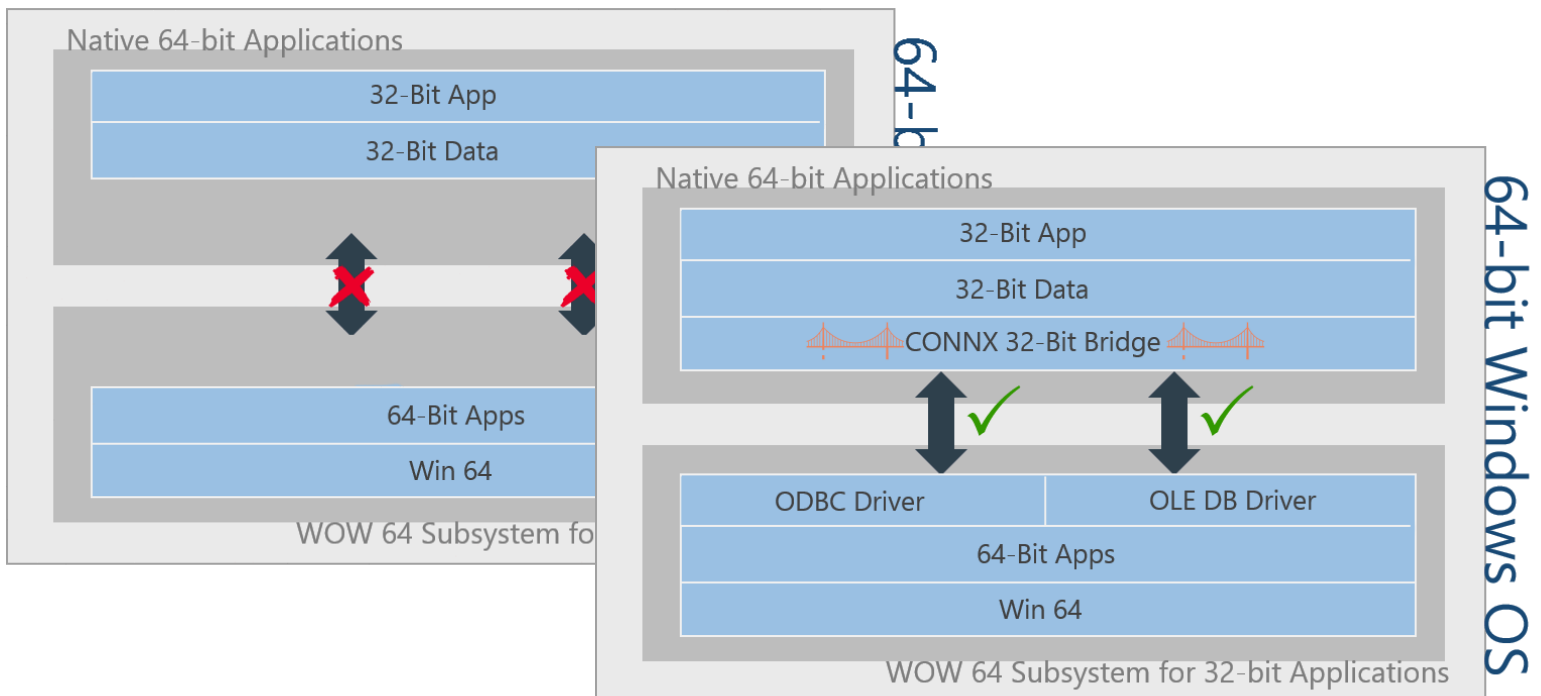 Native 64-bit Applications
32-Bit App
32-Bit Data
64-Bit Apps
Win 64
WOW 64 Subsystem
64-b
Native 64-bit Applications
32-Bit App
32-Bit Data
CONNX 32-Bit Bridge
ODBC Driver
OLE DB Driver
64-Bit Apps
Win 64
WOW 64 Subsystem for 32-bit Applications
64-bit Windows OS